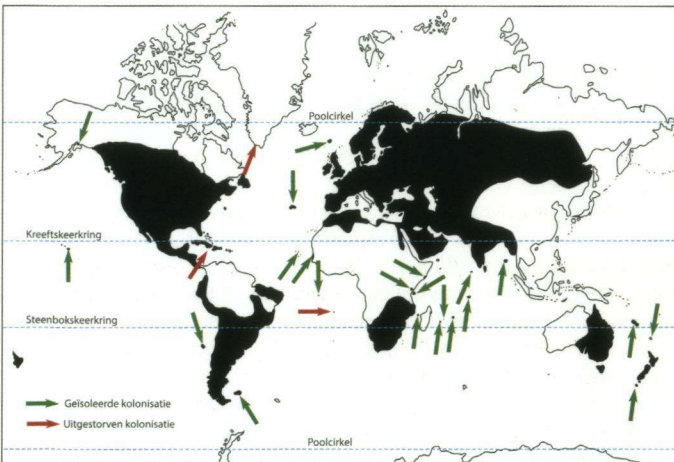 Poolcirkel
Kreeftskeerkring
Steenbokskeerkring
Geïsoleerde kolonisatie
Uitgestorven kolonisatie
Poolcirkel